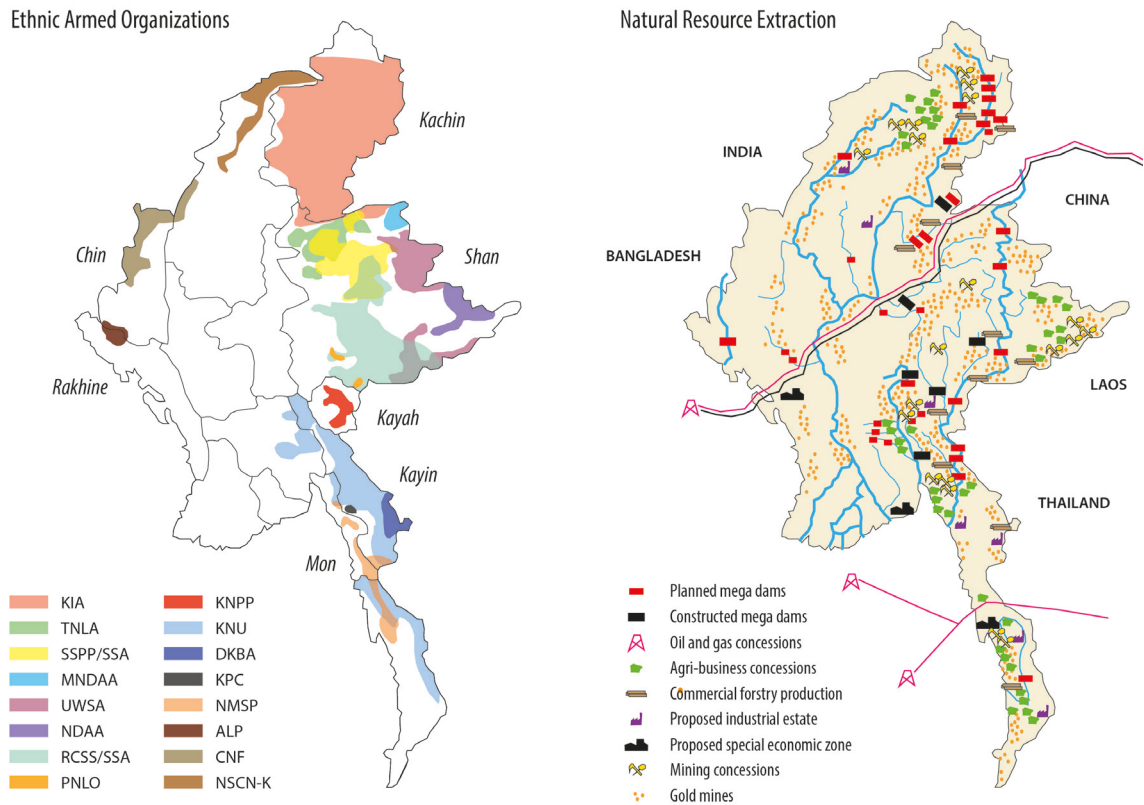 Ethnic Armed Organizations
Kachin
Chin
Shan
Rakhine
Kayah
Kayin
Mon
KIA
TNLA
SSPP/SSA
MNDAA
UWSA
NDAA
RCSS/SSA
PNLO
KNPP
KNU
DKBA
KPC
NMSP
ALP
CNF
NSCN-K
Natural Resource Extraction
INDIA
CHINA
BANGLADESH
LAOS
THAILAND
Planned mega dams
Constructed mega dams
Oil and gas concessions
Agri-business concessions
Commercial forstry production
Proposed industrial estate
Proposed special economic zone
Mining concessions
Gold mines